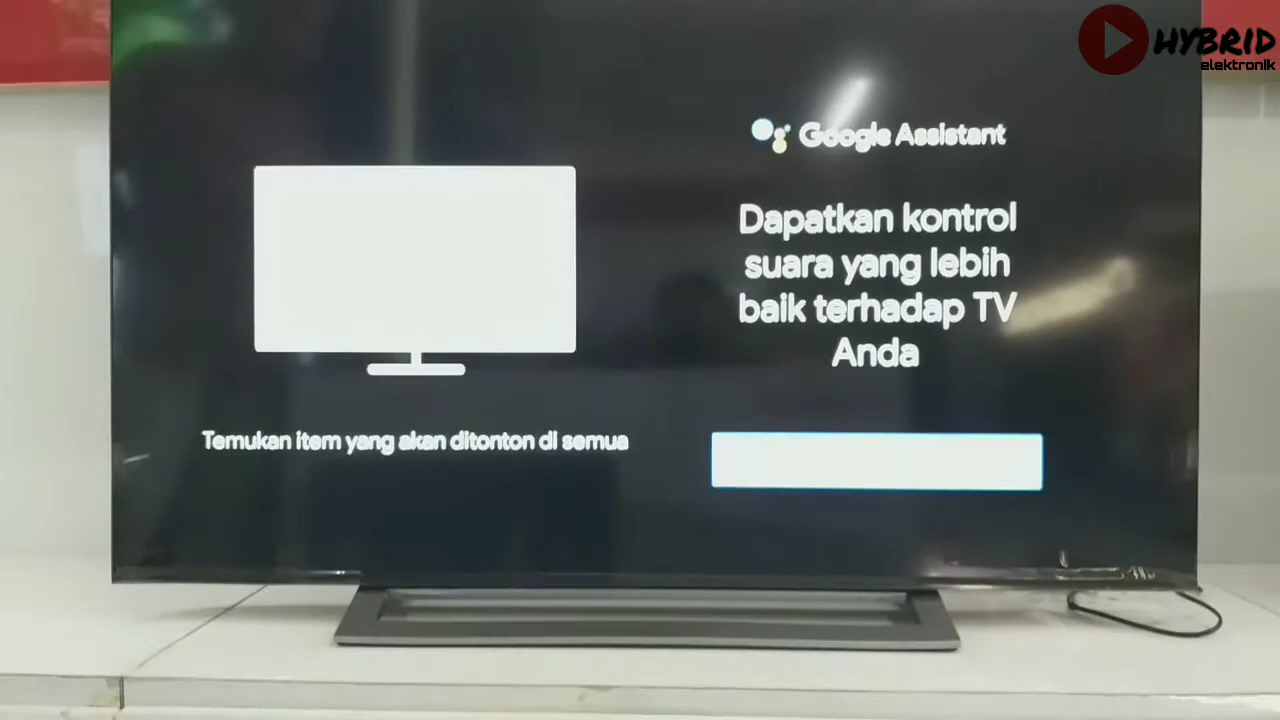 HYBRID
elektronik
Google Assistant
Dapatkan kontrol
suara yang lebih
baik terhadap TV
Anda
Temukan item yang akan ditonton di semua